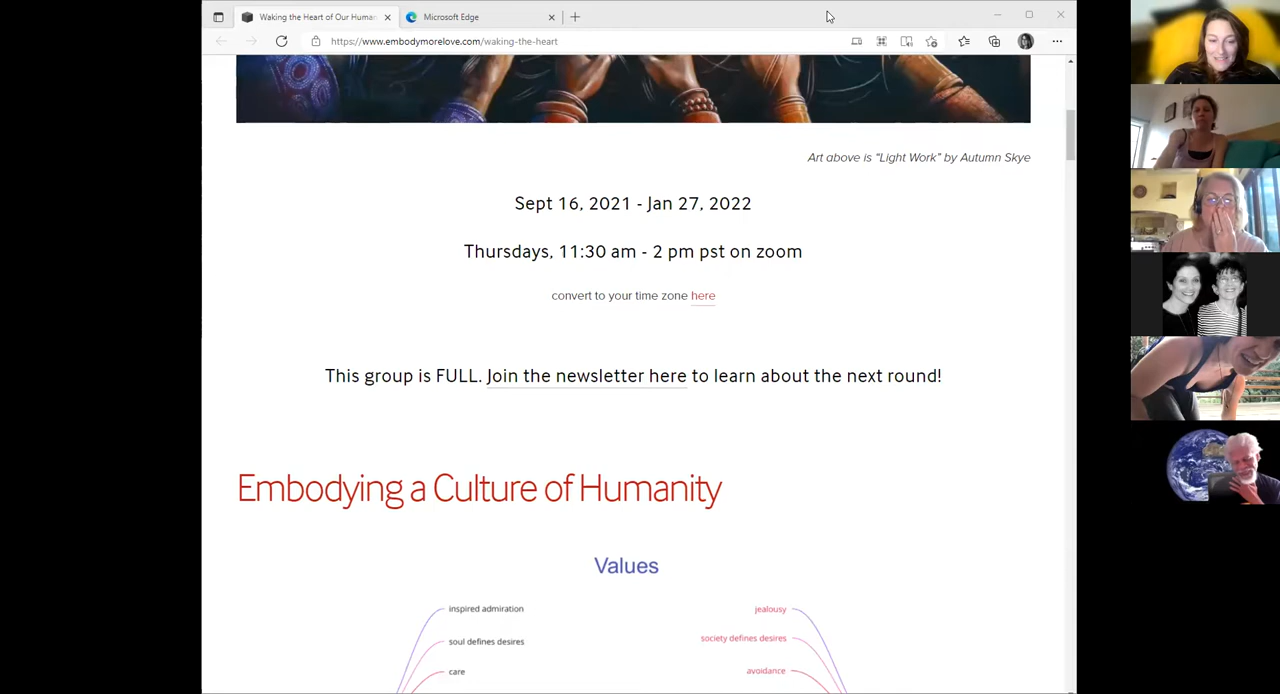 Waking the Heart of Our Human
Microsoft Edge
https://www.embodymorelove.com/waking-the-heart
Art above is "Light Work" by Autumn Skye
Sept 16, 2021 - Jan 27, 2022
Thursdays, 11:30 am - 2 pm pst on zoom
convert to your time zone here
This group is FULL. Join the newsletter here to learn about the next round!
Embodying a Culture of Humanity
Values
inspired admiration
jealousy
soul defines desires
society defines desires
care
avoidance